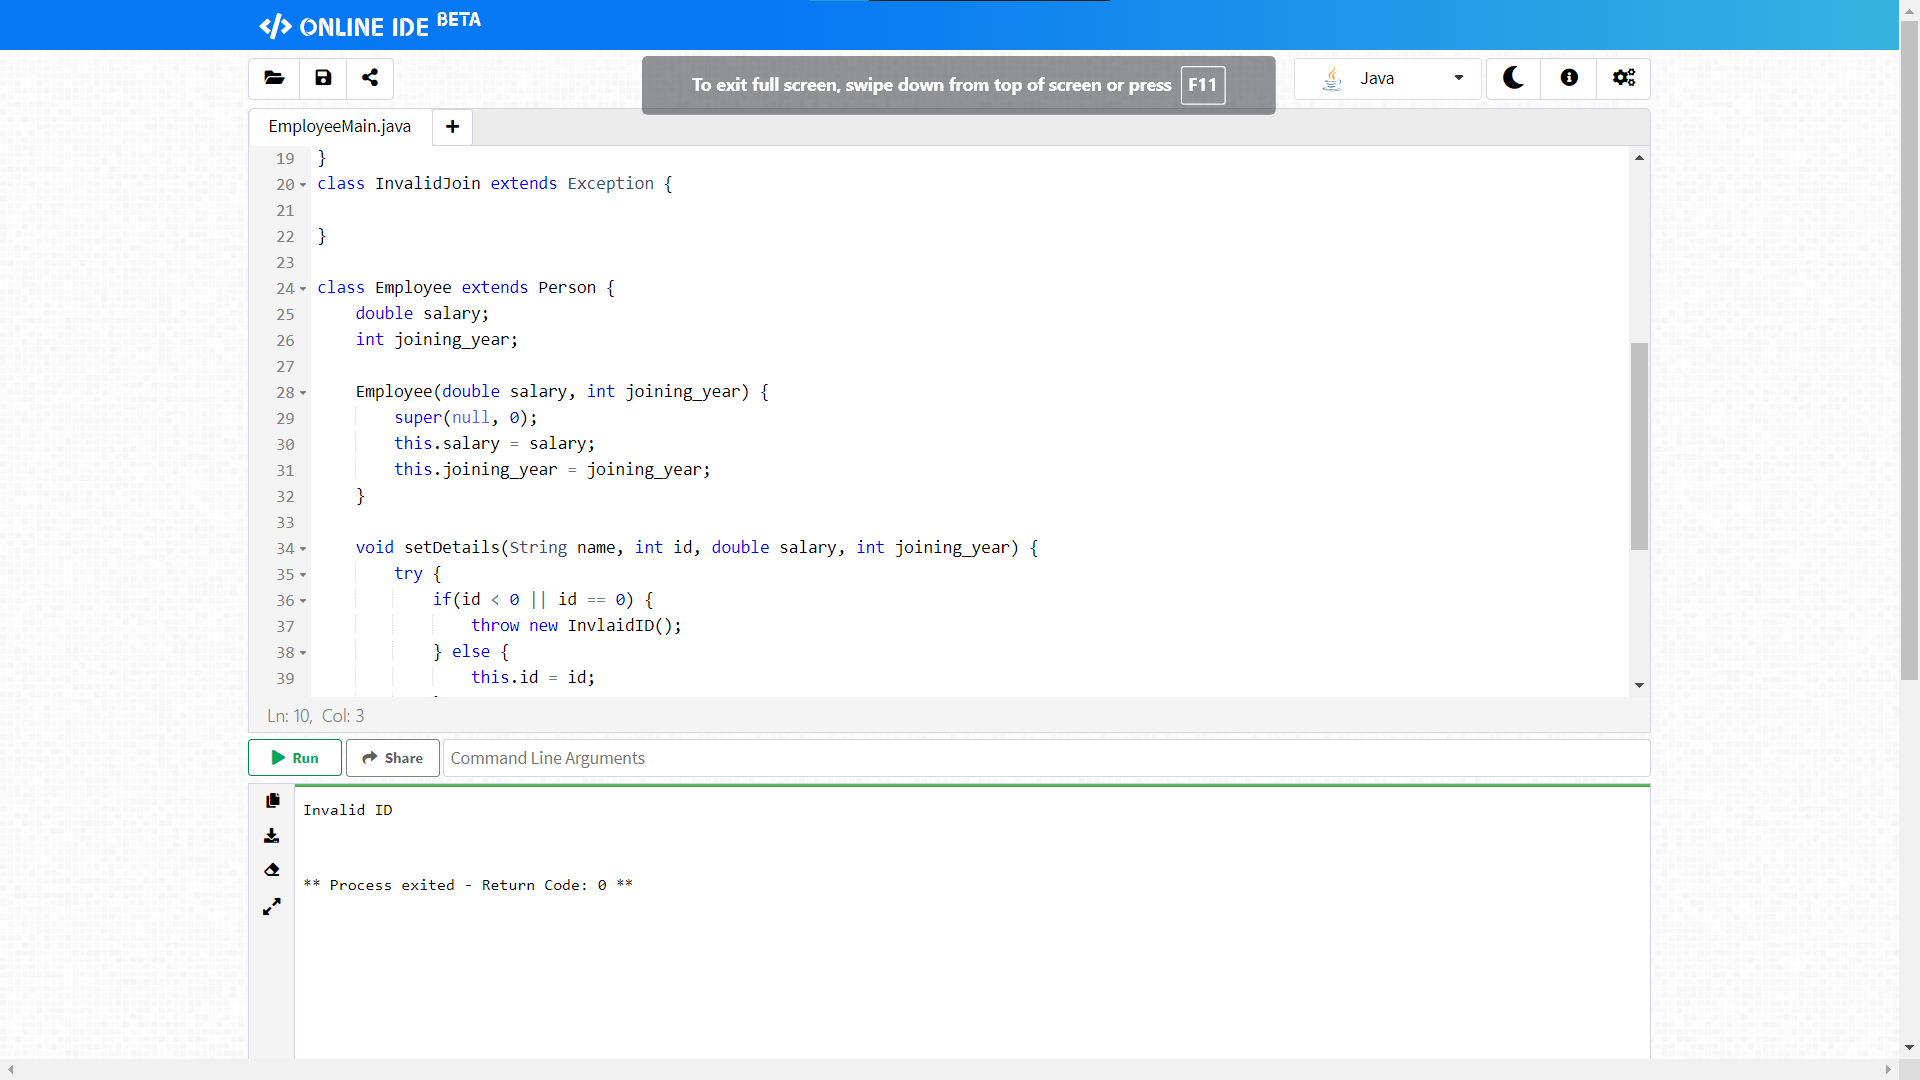 </> ONLINE IDE BETA
To exit full screen, swipe down from top of screen or press F11
Java
EmployeeMain.java +
19 }
20 class InvalidJoin extends Exception {
21
22 }
23
24 class Employee extends Person {
25     double salary;
26     int joining_year;
27
28     Employee(double salary, int joining_year) {
29         super(null, 0);
30         this.salary = salary;
31         this.joining_year = joining_year;
32     }
33
34     void setDetails(String name, int id, double salary, int joining_year) {
35         try {
36             if(id < 0 || id == 0) {
37                 throw new InvlaidID();
38             } else {
39                 this.id = id;
Ln: 10, Col: 3
Run Share Command Line Arguments
Invalid ID
** Process exited - Return Code: 0 **